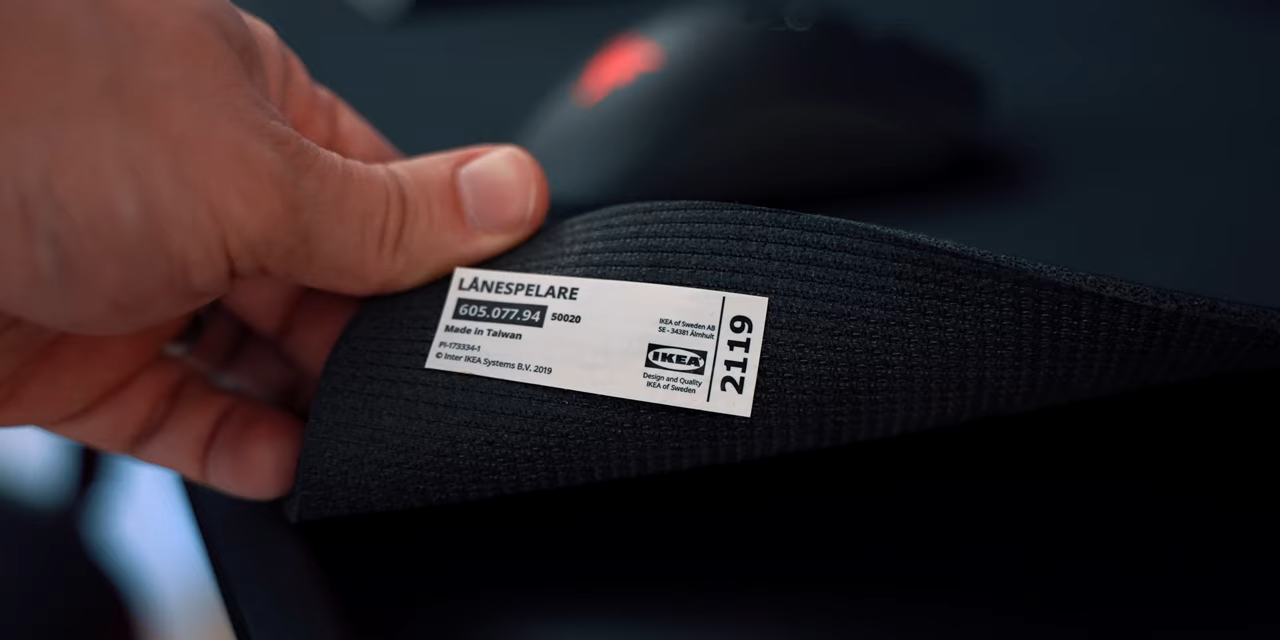 LÅNESPELARE
605.077.94 50020
Made in Taiwan
PI-173334-1
© Inter IKEA Systems B.V. 2019
IKEA of Sweden AB
SE - 34381 Älmhult
IKEA
Design and Quality
IKEA of Sweden
2119